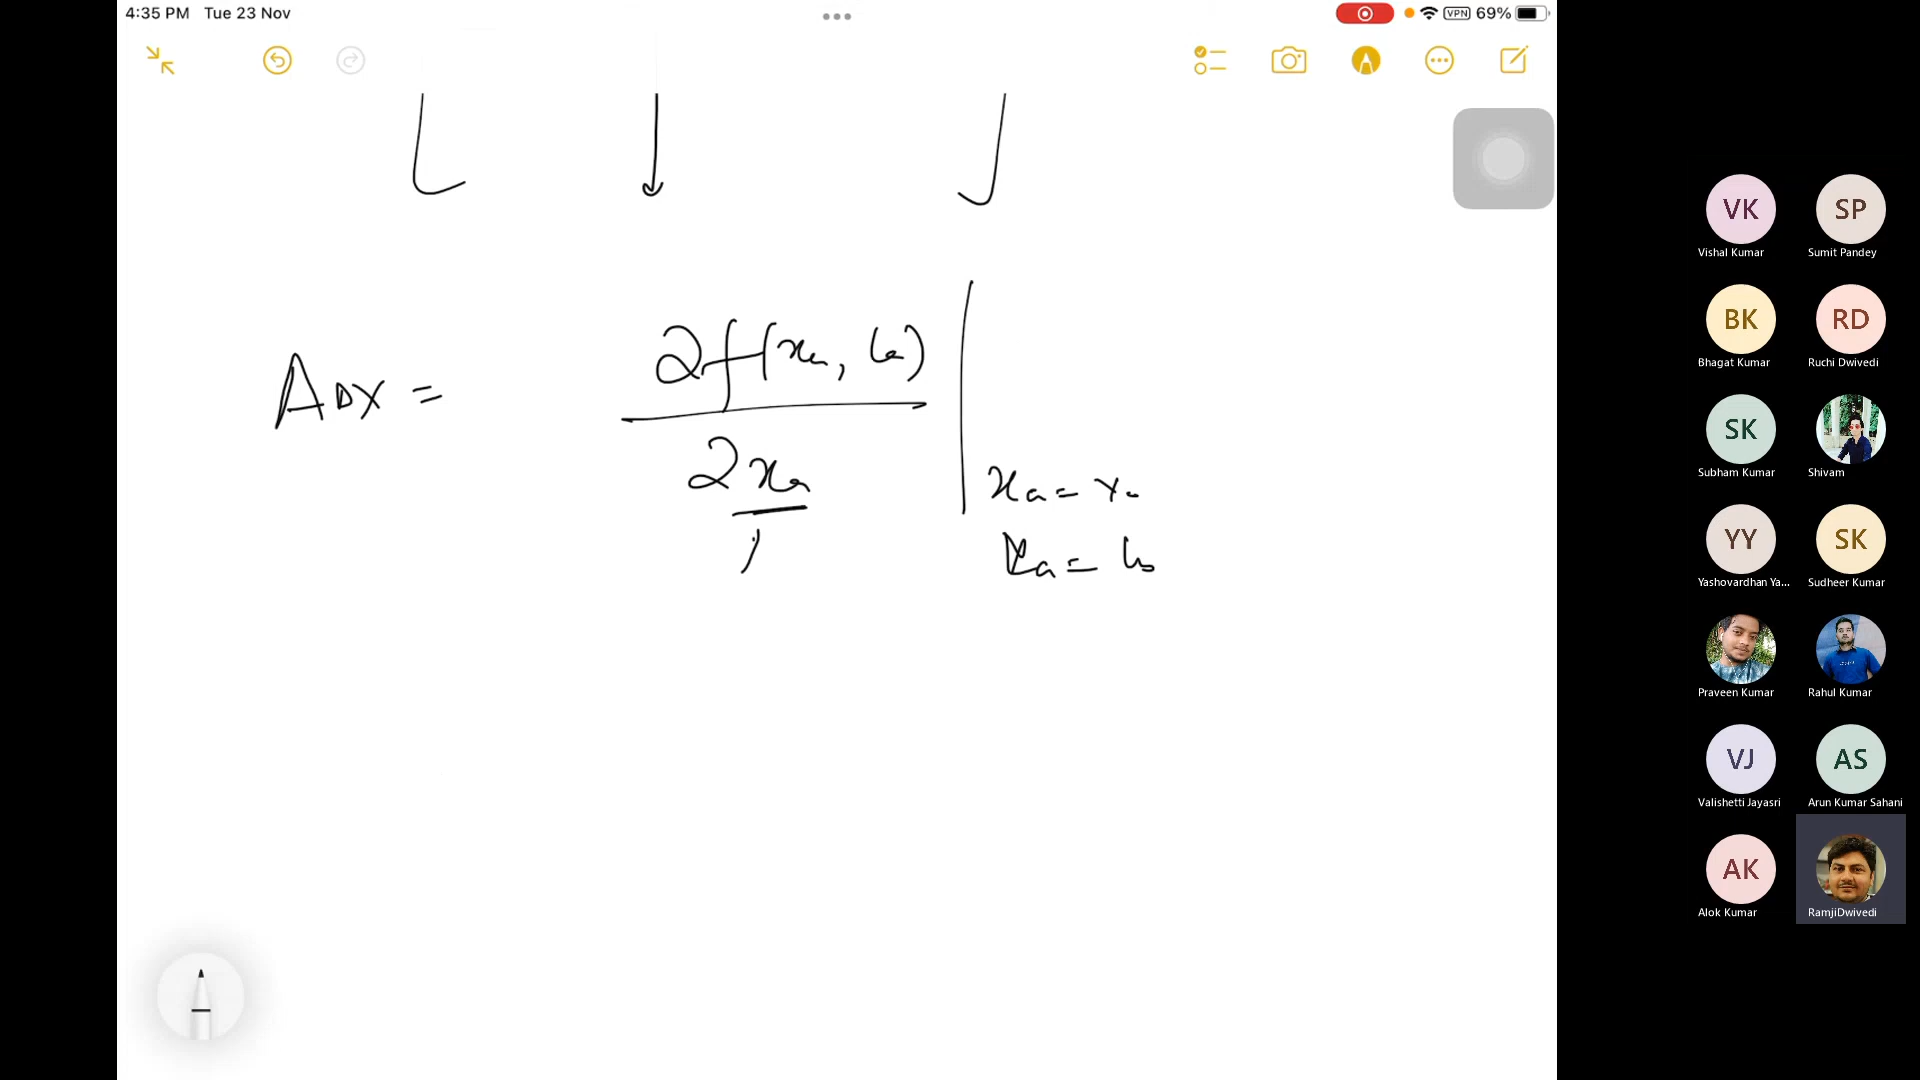 4:35 PM Tue 23 Nov
VPN 69%
A Δx = ∂f(xa, la) / ∂xa | xa = x0
la = l0
VK SP
Vishal Kumar Sumit Pandey
BK RD
Bhagat Kumar Ruchi Dwivedi
SK
Subham Kumar Shivam
YY SK
Yashovardhan Ya... Sudheer Kumar
Praveen Kumar Rahul Kumar
VJ AS
Valishetti Jayasri Arun Kumar Sahani
AK
Alok Kumar RamjiDwivedi